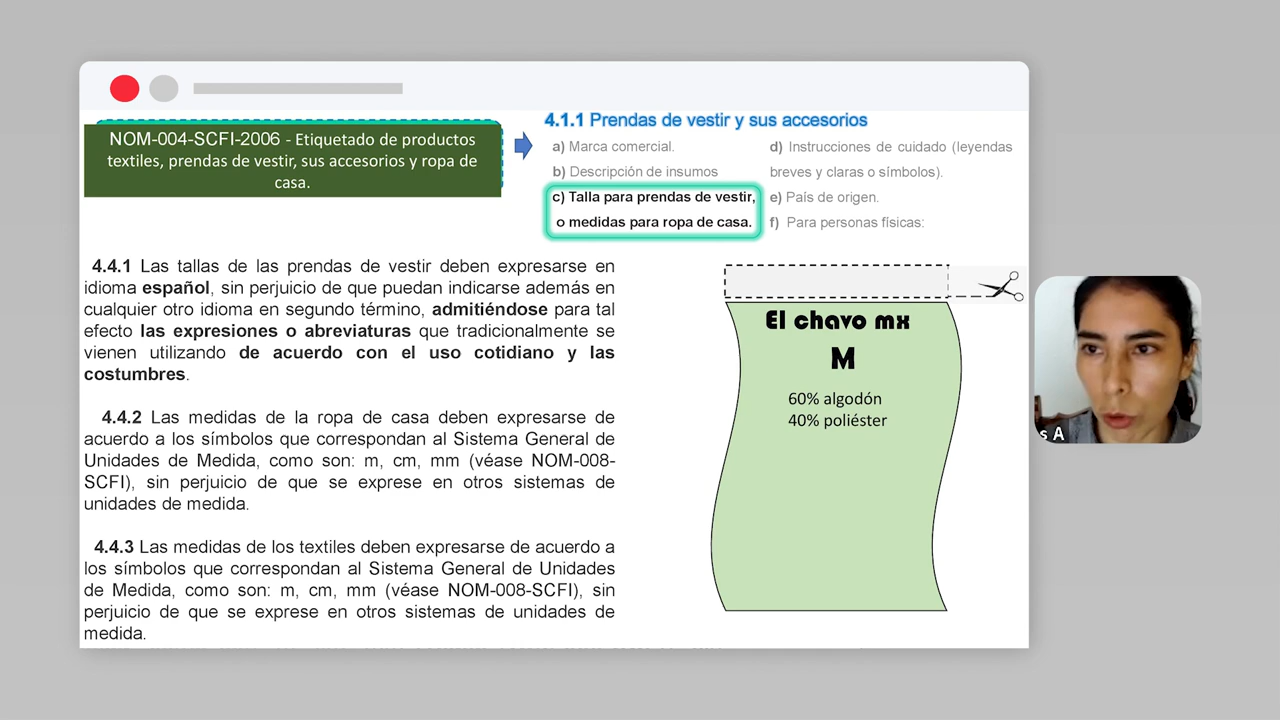 NOM-004-SCFI-2006 - Etiquetado de productos
textiles, prendas de vestir, sus accesorios y ropa de
casa.
4.1.1 Prendas de vestir y sus accesorios
a) Marca comercial.
b) Descripción de insumos
c) Talla para prendas de vestir,
o medidas para ropa de casa.
d) Instrucciones de cuidado (leyendas
breves y claras o símbolos).
e) País de origen.
f) Para personas físicas:
4.4.1 Las tallas de las prendas de vestir deben expresarse en
idioma español, sin perjuicio de que puedan indicarse además en
cualquier otro idioma en segundo término, admitiéndose para tal
efecto las expresiones o abreviaturas que tradicionalmente se
vienen utilizando de acuerdo con el uso cotidiano y las
costumbres.
4.4.2 Las medidas de la ropa de casa deben expresarse de
acuerdo a los símbolos que correspondan al Sistema General de
Unidades de Medida, como son: m, cm, mm (véase NOM-008-
SCFI), sin perjuicio de que se exprese en otros sistemas de
unidades de medida.
4.4.3 Las medidas de los textiles deben expresarse de acuerdo a
los símbolos que correspondan al Sistema General de Unidades
de Medida, como son: m, cm, mm (véase NOM-008-SCFI), sin
perjuicio de que se exprese en otros sistemas de unidades de
medida.
El chavo mx
M
60% algodón
40% poliéster
s A